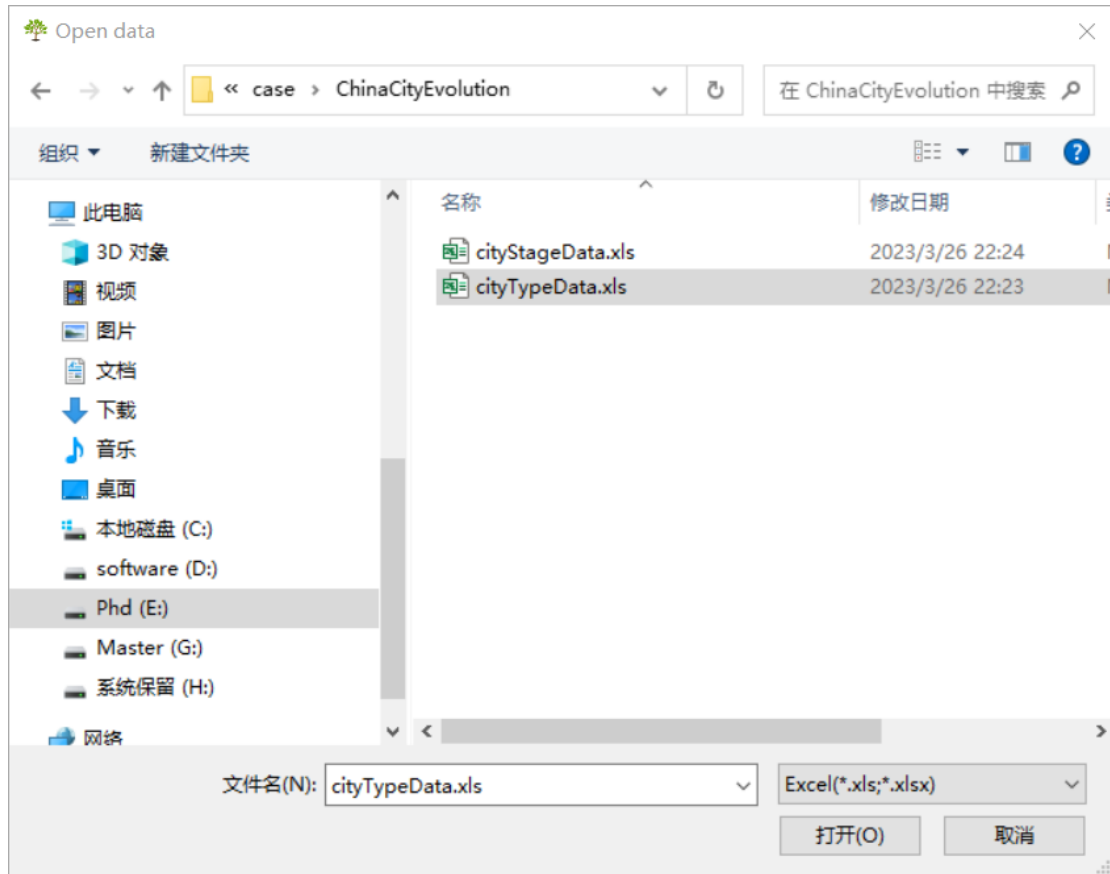 Open data
« case › ChinaCityEvolution
在 ChinaCityEvolution 中搜索
组织 新建文件夹
此电脑
3D 对象
视频
图片
文档
下载
音乐
桌面
本地磁盘 (C:)
software (D:)
Phd (E:)
Master (G:)
系统保留 (H:)
网络
名称 修改日期
cityStageData.xls 2023/3/26 22:24
cityTypeData.xls 2023/3/26 22:23
文件名(N): cityTypeData.xls Excel(*.xls;*.xlsx)
打开(O) 取消